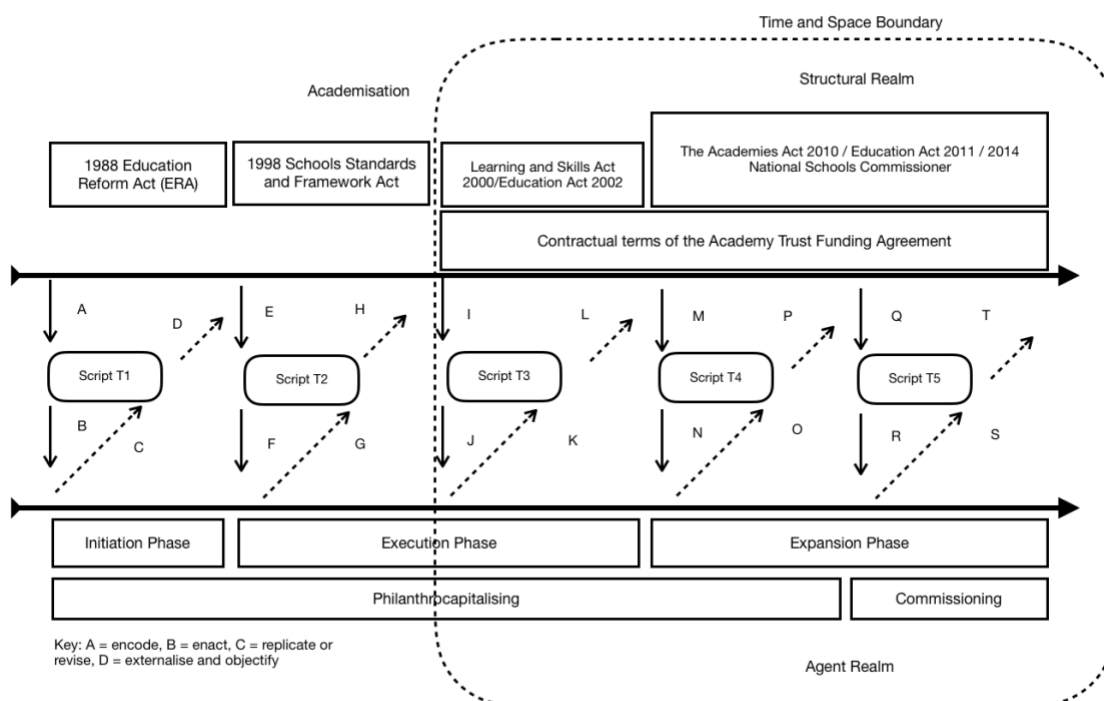 Time and Space Boundary
Structural Realm
Academisation
1988 Education
Reform Act (ERA)
1998 Schools Standards
and Framework Act
Learning and Skills Act
2000/Education Act 2002
The Academies Act 2010 / Education Act 2011 / 2014
National Schools Commissioner
Contractual terms of the Academy Trust Funding Agreement
A
D
E
H
I
L
M
P
Q
T
Script T1
Script T2
Script T3
Script T4
Script T5
B
C
F
G
J
K
N
O
R
S
Initiation Phase
Execution Phase
Expansion Phase
Philanthrocapitalising
Commissioning
Key: A = encode, B = enact, C = replicate or
revise, D = externalise and objectify
Agent Realm